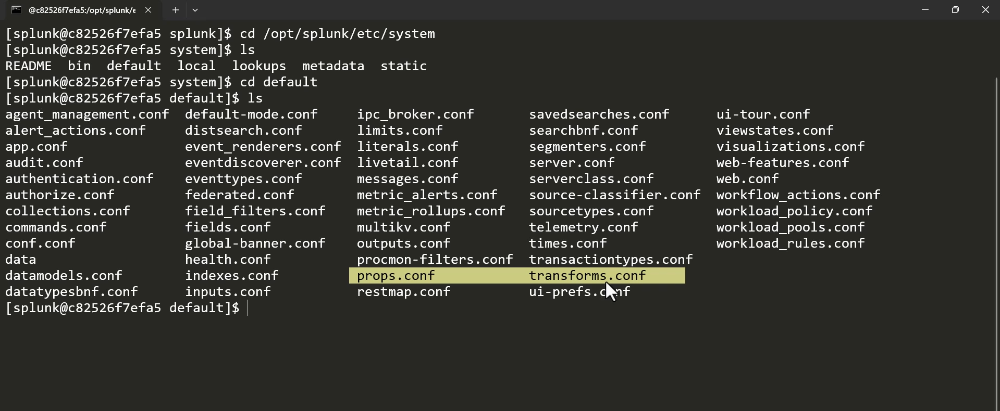 @c82526f7efa5:/opt/splunk/e
[splunk@c82526f7efa5 splunk]$ cd /opt/splunk/etc/system
[splunk@c82526f7efa5 system]$ ls
README  bin  default  local  lookups  metadata  static
[splunk@c82526f7efa5 system]$ cd default
[splunk@c82526f7efa5 default]$ ls
agent_management.conf  default-mode.conf     ipc_broker.conf       savedsearches.conf      ui-tour.conf
alert_actions.conf     distsearch.conf       limits.conf           searchbnf.conf          viewstates.conf
app.conf               event_renderers.conf  literals.conf         segmenters.conf         visualizations.conf
audit.conf             eventdiscoverer.conf  livetail.conf         server.conf             web-features.conf
authentication.conf    eventtypes.conf       messages.conf         serverclass.conf        web.conf
authorize.conf         federated.conf        metric_alerts.conf    source-classifier.conf  workflow_actions.conf
collections.conf       field_filters.conf    metric_rollups.conf   sourcetypes.conf        workload_policy.conf
commands.conf          fields.conf           multikv.conf          telemetry.conf          workload_pools.conf
conf.conf              global-banner.conf    outputs.conf          times.conf              workload_rules.conf
data                   health.conf           procmon-filters.conf  transactiontypes.conf
datamodels.conf        indexes.conf          props.conf            transforms.conf
datatypesbnf.conf      inputs.conf           restmap.conf          ui-prefs.conf
[splunk@c82526f7efa5 default]$